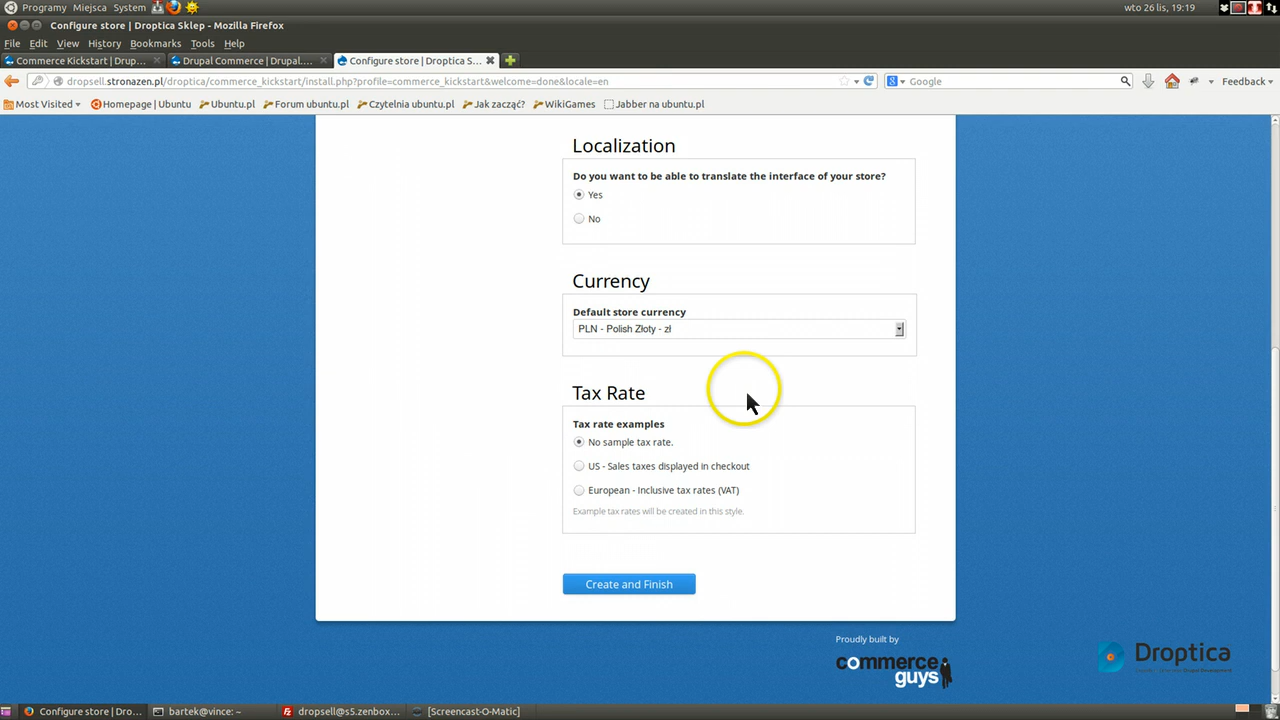 Programy Miejsca System wto 26 lis, 19:19
Configure store | Droptica Sklep - Mozilla Firefox
File Edit View History Bookmarks Tools Help
Commerce Kickstart | Drup... Drupal Commerce | Drupal.... Configure store | Droptica S...
dropsell.stronazen.pl/droptica/commerce_kickstart/install.php?profile=commerce_kickstart&welcome=done&locale=en Google Feedback
Most Visited Homepage | Ubuntu Ubuntu.pl Forum ubuntu.pl Czytelnia ubuntu.pl Jak zacząć? WikiGames Jabber na ubuntu.pl
Localization
Do you want to be able to translate the interface of your store?
Yes
No
Currency
Default store currency
PLN - Polish Złoty - zł
Tax Rate
Tax rate examples
No sample tax rate.
US - Sales taxes displayed in checkout
European - Inclusive tax rates (VAT)
Example tax rates will be created in this style.
Create and Finish
Proudly built by
commerce
guys
Droptica
Configure store | Dro... bartek@vince: ~ dropsell@s5.zenbox... [Screencast-O-Matic]